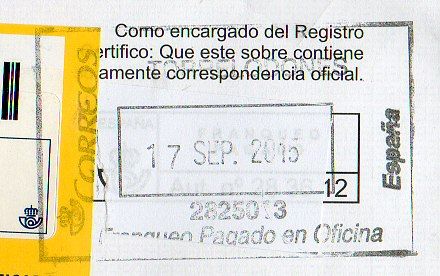 Como encargado del Registro
ertifico: Que este sobre contiene
amente correspondencia oficial.
TORRELODONES
CORREOS
España
FRANQUEO
17 SEP. 2015
12
2825013
Franqueo Pagado en Oficina